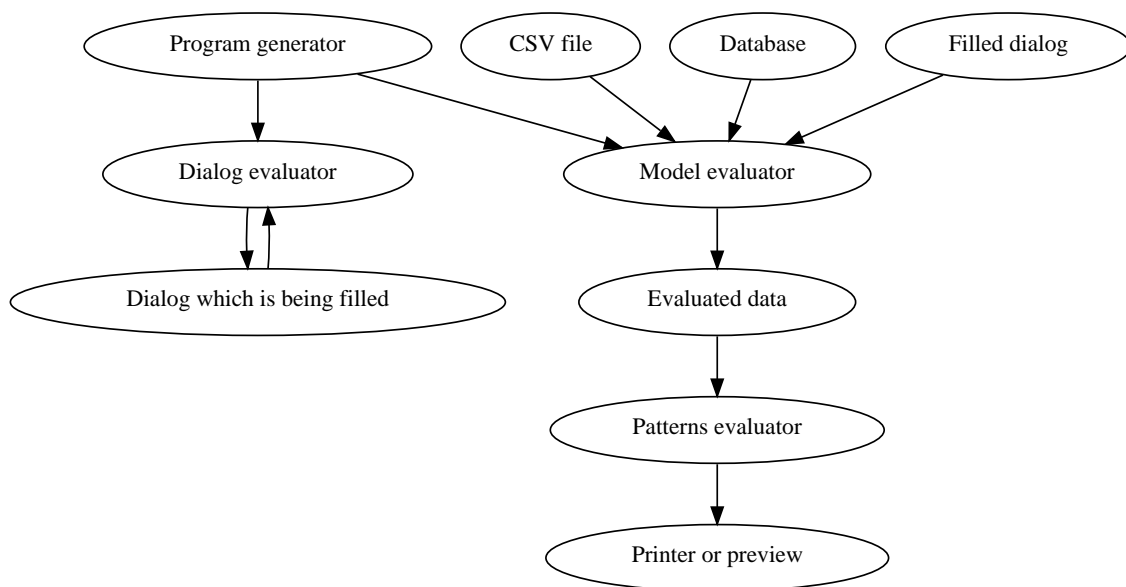 Program generator
CSV file
Database
Filled dialog
Dialog evaluator
Model evaluator
Dialog which is being filled
Evaluated data
Patterns evaluator
Printer or preview